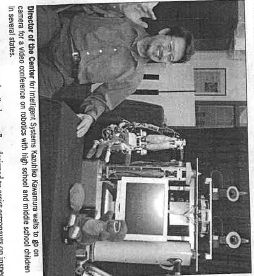 Director of the Center for Intelligent Systems Kazuhiko Kawamura waits to go on
camera for a video conference on robotics with high school and middle school children
in several states.